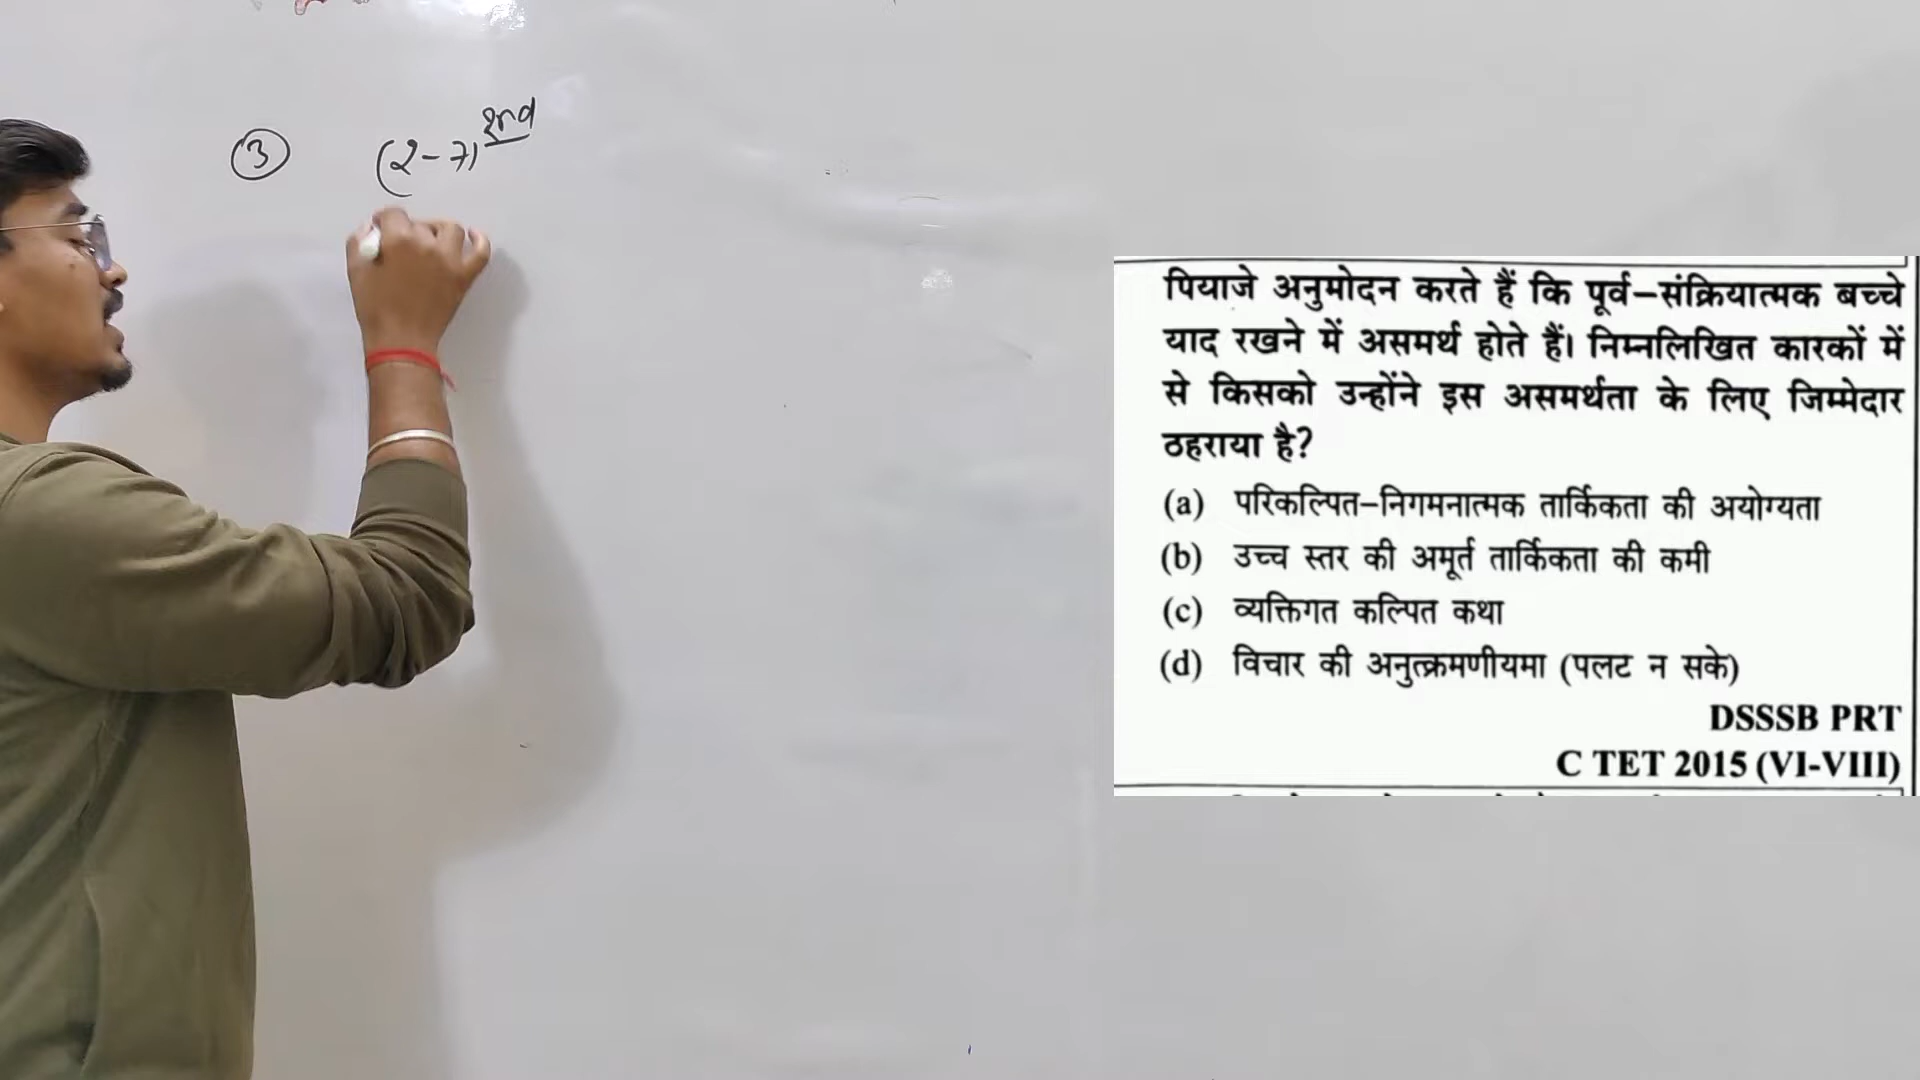 ③ (2-7) 2nd
पियाजे अनुमोदन करते हैं कि पूर्व–संक्रियात्मक बच्चे
याद रखने में असमर्थ होते हैं। निम्नलिखित कारकों में
से किसको उन्होंने इस असमर्थता के लिए जिम्मेदार
ठहराया है?
(a) परिकल्पित–निगमनात्मक तार्किकता की अयोग्यता
(b) उच्च स्तर की अमूर्त तार्किकता की कमी
(c) व्यक्तिगत कल्पित कथा
(d) विचार की अनुत्क्रमणीयमा (पलट न सके)
DSSSB PRT
C TET 2015 (VI-VIII)